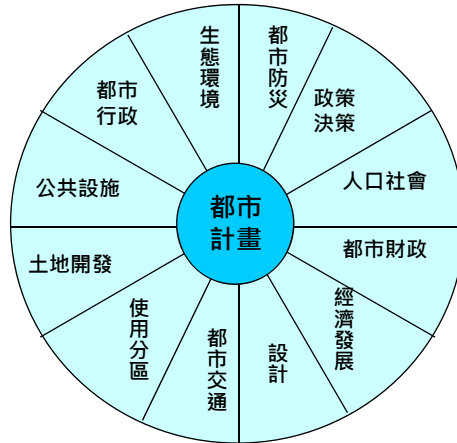 都市防災
政策
決策
人口社會
都市財政
經濟發展
設計
都市交通
使用分區
土地開發
公共設施
都市
行政
生態環境
都市
計畫